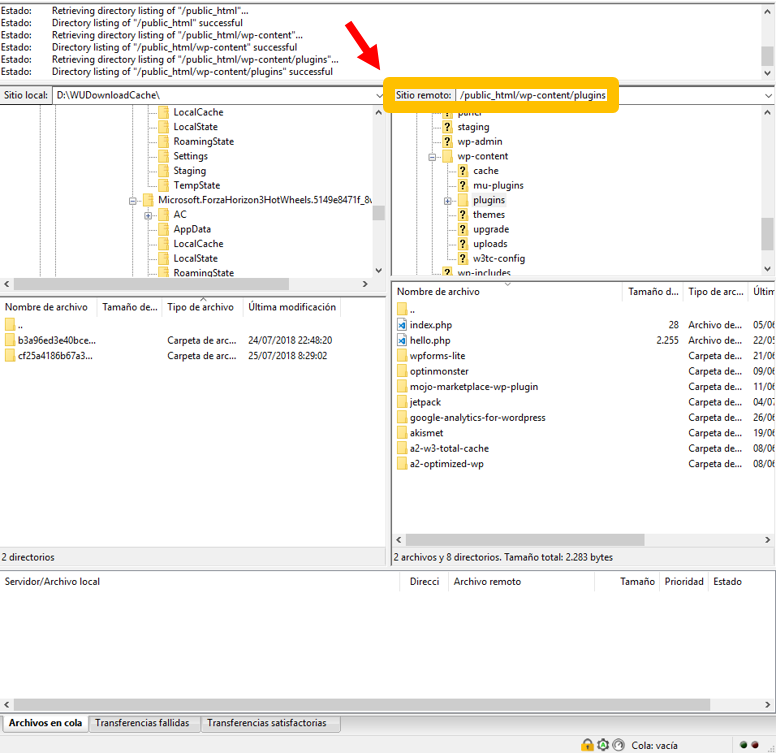 Estado: Retrieving directory listing of "/public_html"...
Estado: Directory listing of "/public_html" successful
Estado: Retrieving directory listing of "/public_html/wp-content"...
Estado: Directory listing of "/public_html/wp-content" successful
Estado: Retrieving directory listing of "/public_html/wp-content/plugins"...
Estado: Directory listing of "/public_html/wp-content/plugins" successful
Sitio local: D:\WUDownloadCache\
LocalCache
LocalState
RoamingState
Settings
Staging
TempState
Microsoft.ForzaHorizon3HotWheels.5149e8471f_8w
AC
AppData
LocalCache
LocalState
RoamingState
Nombre de archivo Tamaño de... Tipo de archivo Última modificación
..
b3a96ed3e40bce... Carpeta de arc... 24/07/2018 22:48:20
cf25a4186b67a3... Carpeta de arc... 25/07/2018 8:29:02
2 directorios
Sitio remoto: /public_html/wp-content/plugins
panel
? staging
? wp-admin
wp-content
? cache
? mu-plugins
plugins
? themes
? upgrade
? uploads
? w3tc-config
? wp-includes
Nombre de archivo Tamaño d... Tipo de arc... Últim
..
index.php 28 Archivo de... 05/06
hello.php 2.255 Archivo de... 22/05
wpforms-lite Carpeta de... 21/06
optinmonster Carpeta de... 09/06
mojo-marketplace-wp-plugin Carpeta de... 11/06
jetpack Carpeta de... 04/07
google-analytics-for-wordpress Carpeta de... 26/06
akismet Carpeta de... 19/06
a2-w3-total-cache Carpeta de... 08/06
a2-optimized-wp Carpeta de... 08/06
2 archivos y 8 directorios. Tamaño total: 2.283 bytes
Servidor/Archivo local Direcci Archivo remoto Tamaño Prioridad Estado
Archivos en cola Transferencias fallidas Transferencias satisfactorias
Cola: vacía